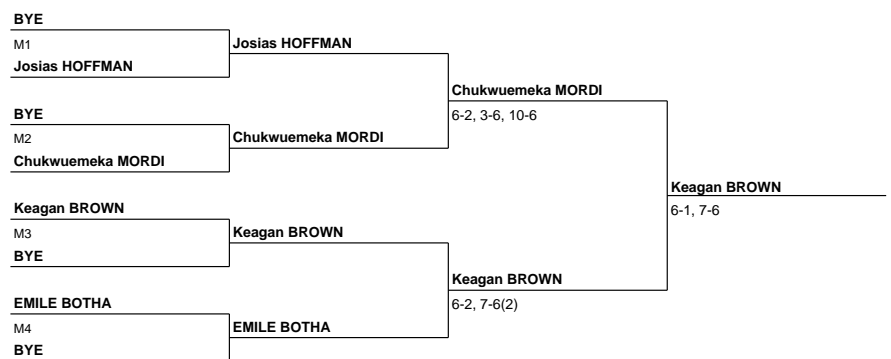 BYE
M1
Josias HOFFMAN
Josias HOFFMAN
BYE
M2
Chukwuemeka MORDI
Chukwuemeka MORDI
Chukwuemeka MORDI
6-2, 3-6, 10-6
Keagan BROWN
M3
BYE
Keagan BROWN
EMILE BOTHA
M4
BYE
EMILE BOTHA
Keagan BROWN
6-2, 7-6(2)
Keagan BROWN
6-1, 7-6